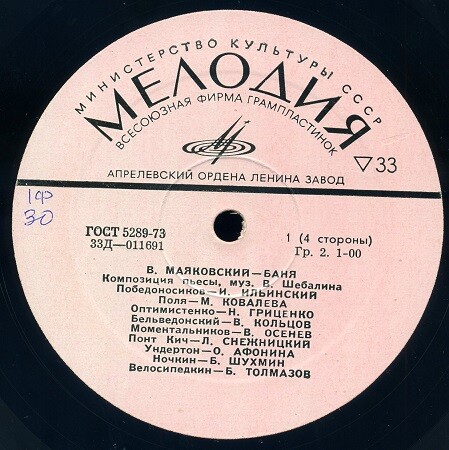 МИНИСТЕРСТВО КУЛЬТУРЫ СССР
МЕЛОДИЯ
ВСЕСОЮЗНАЯ ФИРМА ГРАМПЛАСТИНОК
▽33
АПРЕЛЕВСКИЙ ОРДЕНА ЛЕНИНА ЗАВОД
1Ф
30
ГОСТ 5289-73
33Д—011691
1 (4 стороны)
Гр. 2. 1-00
В. МАЯКОВСКИЙ—БАНЯ
Композиция пьесы, муз. В. Шебалина
Победоносиков—И. ИЛЬИНСКИЙ
Поля—М. КОВАЛЕВА
Оптимистенко—Н. ГРИЦЕНКО
Бельведонский—В. КОЛЬЦОВ
Моментальников—В. ОСЕНЕВ
Понт Кич—Л. СНЕЖНИЦКИЙ
Ундертон—О. АФОНИНА
Ночкин—Б. ШУХМИН
Велосипедкин—Б. ТОЛМАЗОВ